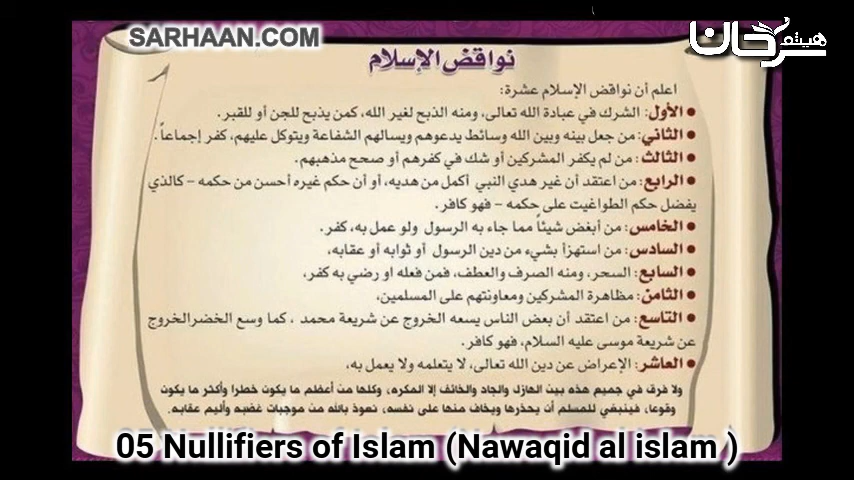 SARHAAN.COM
هيثم سرحان
نواقض الإسلام
اعلم أن نواقض الإسلام عشرة:
● الأول: الشرك في عبادة الله تعالى، ومنه الذبح لغير الله، كمن يذبح للجن أو للقبر.
● الثاني: من جعل بينه وبين الله وسائط يدعوهم ويسالهم الشفاعة ويتوكل عليهم، كفر إجماعاً.
● الثالث: من لم يكفر المشركين أو شك في كفرهم أو صحح مذهبهم.
● الرابع: من اعتقد أن غير هدي النبي أكمل من هديه، أو أن حكم غيره أحسن من حكمه – كالذي
يفضل حكم الطواغيت على حكمه – فهو كافر.
● الخامس: من أبغض شيئاً مما جاء به الرسول ولو عمل به، كفر.
● السادس: من استهزأ بشيء من دين الرسول أو ثوابه أو عقابه،
● السابع: السحر، ومنه الصرف والعطف، فمن فعله او رضي به كفر،
● الثامن: مظاهرة المشركين ومعاونتهم على المسلمين،
● التاسع: من اعتقد أن بعض الناس يسعه الخروج عن شريعة محمد ، كما وسع الخضرالخروج
عن شريعة موسى عليه السلام، فهو كافر.
● العاشر: الإعراض عن دين الله تعالى، لا يتعلمه ولا يعمل به،
ولا فرق في جميع هذه بين الهازل والجاد والخائف إلا المكره، وكلها من أعظم ما يكون خطرا وأكثر ما يكون
وقوعا، فينبغي للمسلم أن يحذرها ويخاف منها على نفسه، نعوذ بالله من موجبات غضبه وأليم عقابه.
05 Nullifiers of Islam (Nawaqid al islam )